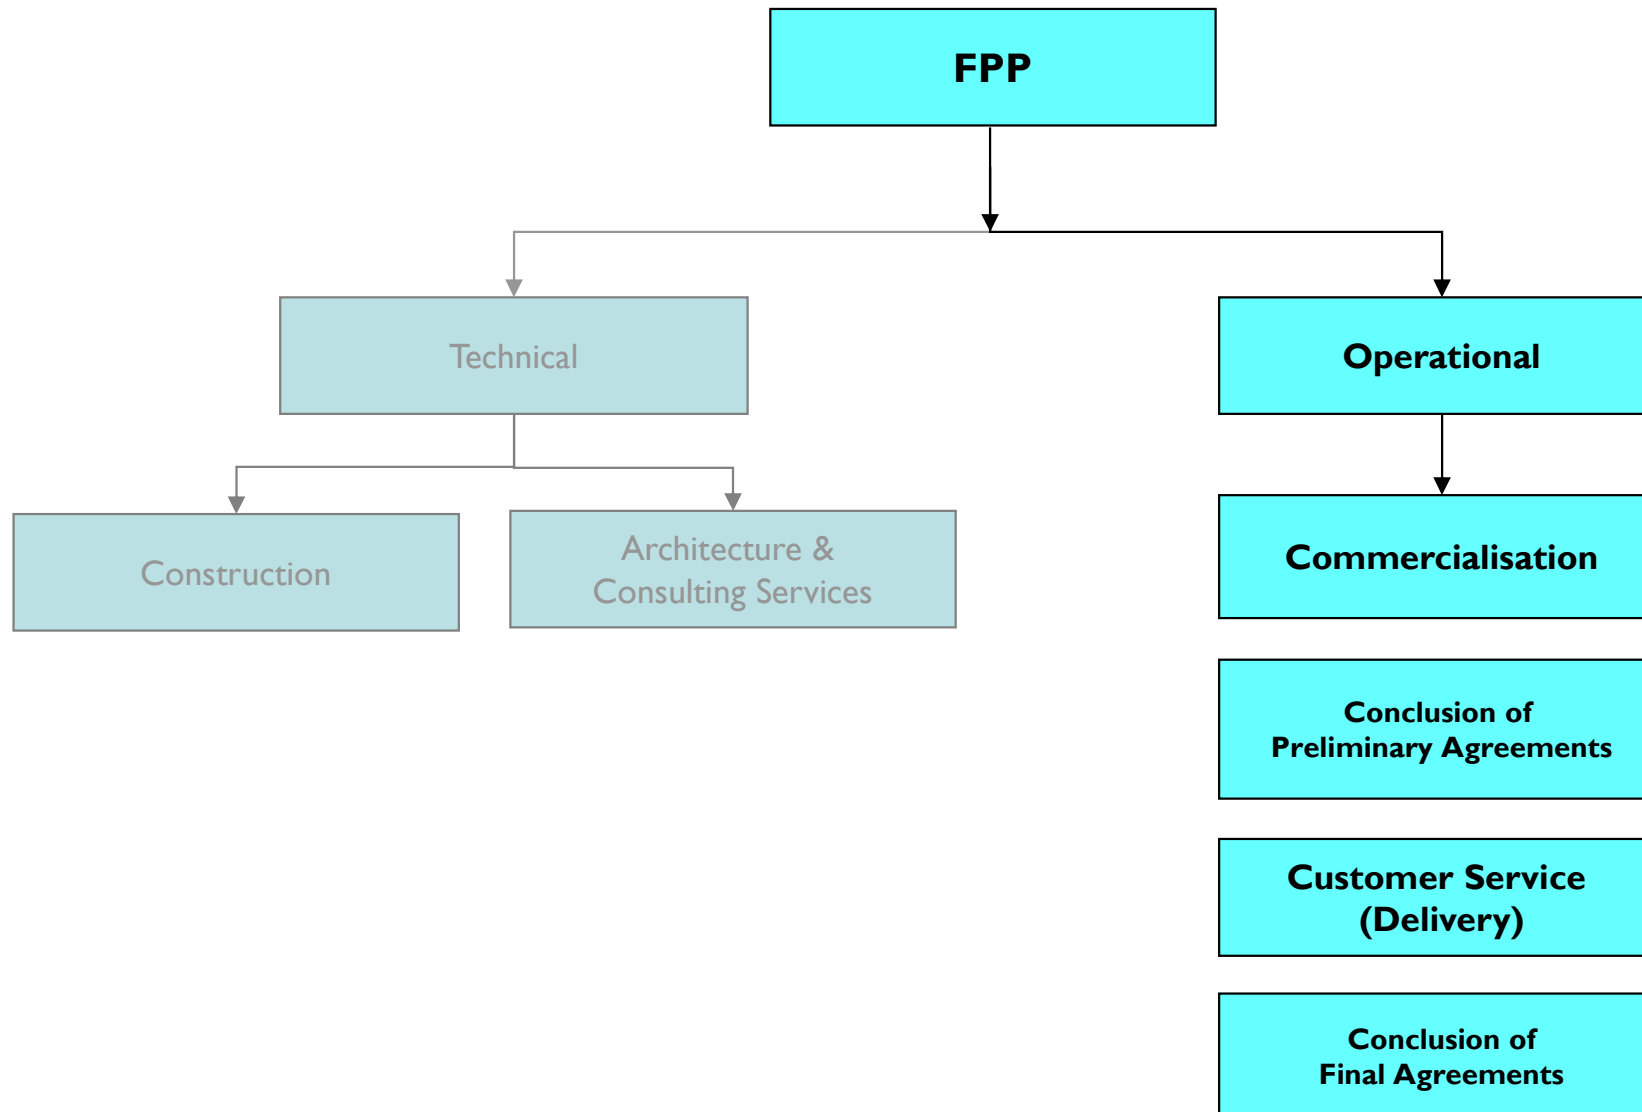 FPP
Technical
Operational
Construction
Architecture &
Consulting Services
Commercialisation
Conclusion of
Preliminary Agreements
Customer Service
(Delivery)
Conclusion of
Final Agreements